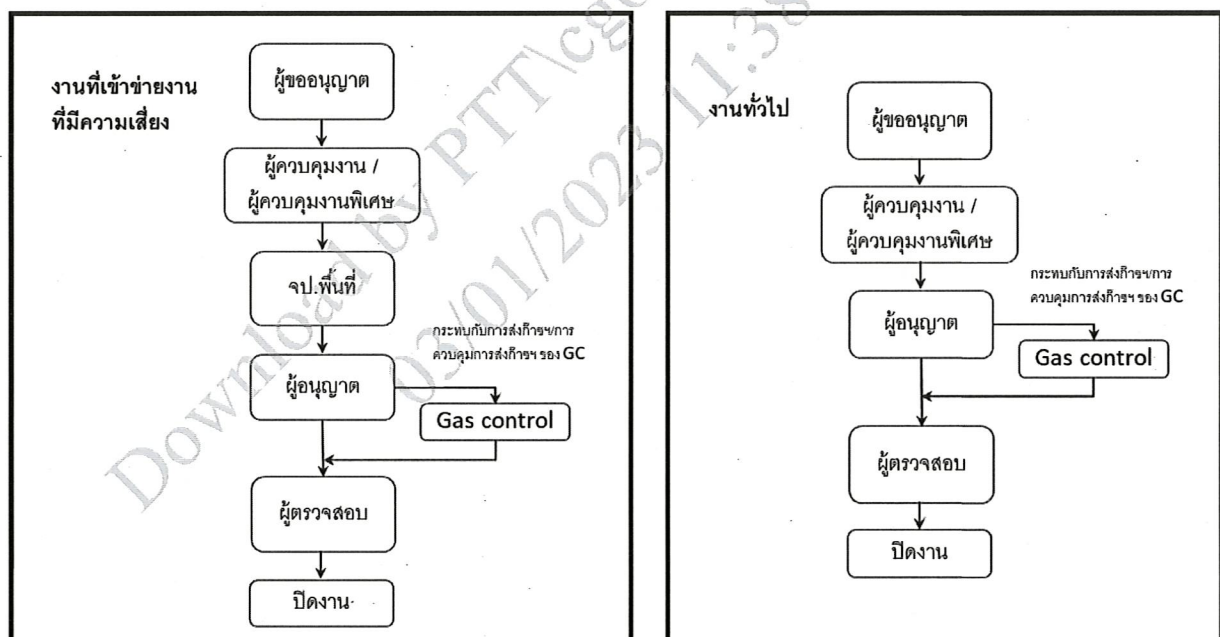 งานที่เข้าข่ายงาน
ที่มีความเสี่ยง
ผู้ขออนุญาต
ผู้ควบคุมงาน /
ผู้ควบคุมงานพิเศษ
จป.พื้นที่
กระทบกับการส่งก๊าซฯ/การ
ควบคุมการส่งก๊าซฯ ของ GC
ผู้อนุญาต
Gas control
ผู้ตรวจสอบ
ปิดงาน
งานทั่วไป
ผู้ขออนุญาต
ผู้ควบคุมงาน /
ผู้ควบคุมงานพิเศษ
กระทบกับการส่งก๊าซฯ/การ
ควบคุมการส่งก๊าซฯ ของ GC
ผู้อนุญาต
Gas control
ผู้ตรวจสอบ
ปิดงาน
Download by PTT\cg
03/01/2023 11:38